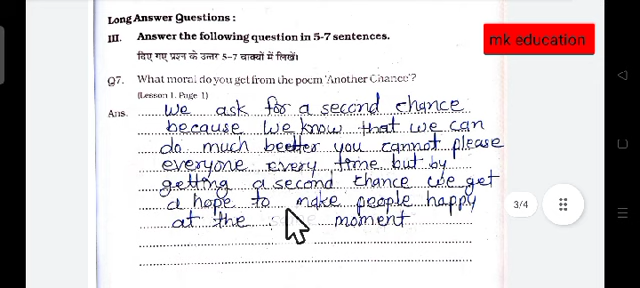 Long Answer Questions :
mk education
III. Answer the following question in 5-7 sentences.
दिए गए प्रश्न के उत्तर 5-7 वाक्यों में लिखें।
Q7. What moral do you get from the poem 'Another Chance'?
(Lesson 1, Page 1)
Ans. we ask for a second chance
because we know that we can
do much beetter you cannot please
everyone every time but by
getting a second chance we get
a hope to make people happy
at the moment
3/4